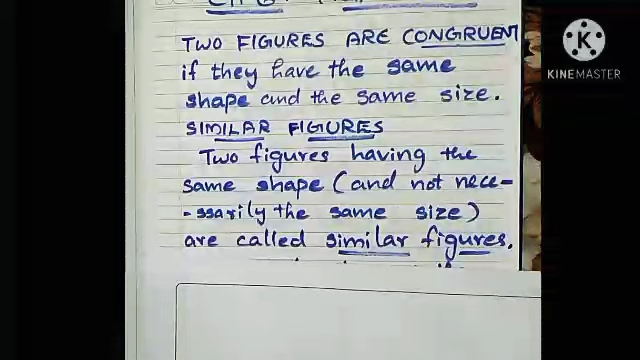 TWO FIGURES ARE CONGRUENT
if they have the same
shape and the same size.
SIMILAR FIGURES
Two figures having the
same shape (and not nece-
-ssarily the same size)
are called similar figures.
KINEMASTER